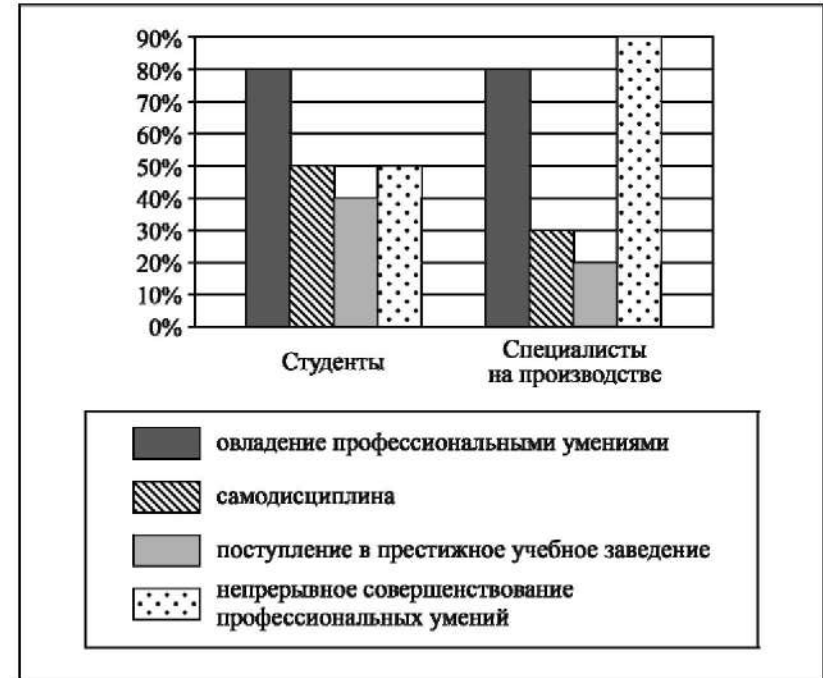 90%
80%
70%
60%
50%
40%
30%
20%
10%
0%
Студенты
Специалисты
на производстве
овладение профессиональными умениями
самодисциплина
поступление в престижное учебное заведение
непрерывное совершенствование
профессиональных умений